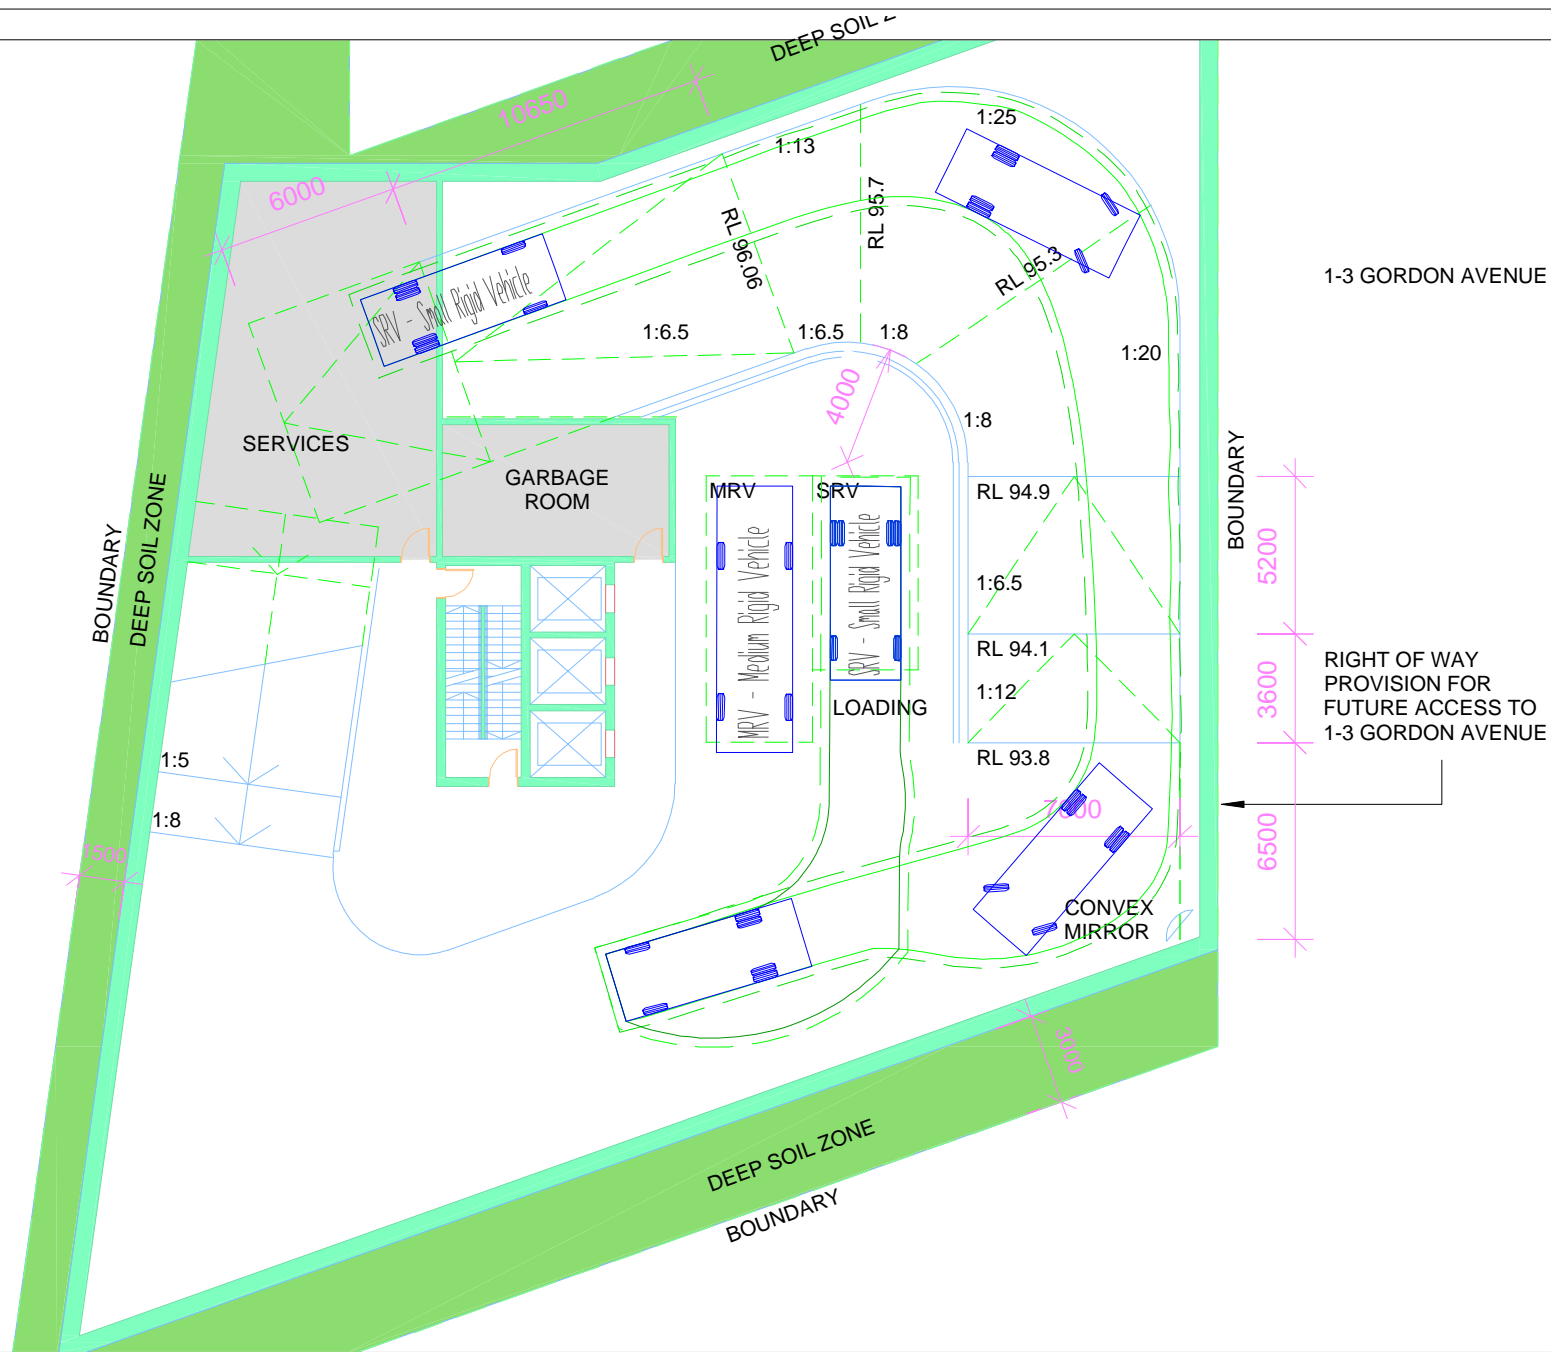 DEEP SOIL
10650
1:25
1:13
6000
RL 95.7
RL 96.06
RL 95.3
1-3 GORDON AVENUE
SRV - Small Rigid Vehicle
1:6.5
1:6.5
1:8
1:20
4000
1:8
SERVICES
GARBAGE
ROOM
BOUNDARY
MRV
SRV
RL 94.9
DEEP SOIL ZONE
BOUNDARY
5200
1:6.5
MRV - Medium Rigid Vehicle
SRV - Small Rigid Vehicle
RL 94.1
RIGHT OF WAY
PROVISION FOR
FUTURE ACCESS TO
1-3 GORDON AVENUE
1:12
3600
LOADING
RL 93.8
1:5
1:8
7000
6500
1500
CONVEX
MIRROR
3000
DEEP SOIL ZONE
BOUNDARY